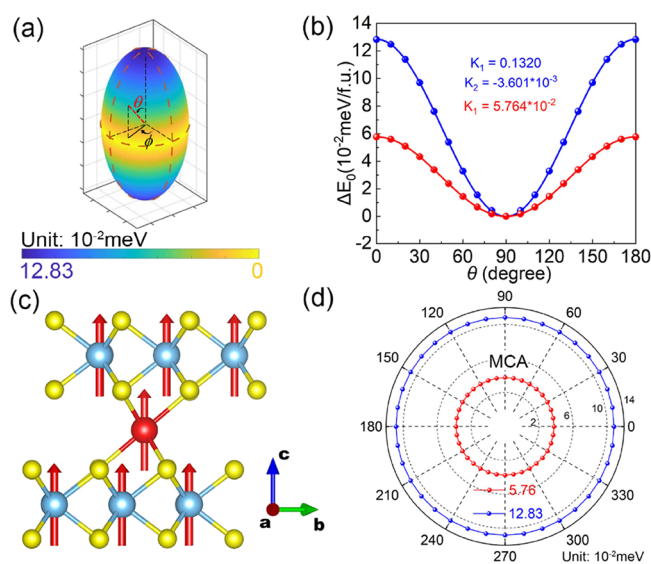 (a)
θ
ϕ
Unit: 10⁻²meV
12.83 0
(b)
ΔE₀(10⁻²meV/f.u.)
14
12
10
8
6
4
2
0
-2
K₁ = 0.1320
K₂ = -3.601*10⁻³
K₁ = 5.764*10⁻²
0 30 60 90 120 150 180
θ (degree)
(c)
c
a b
(d)
90
120 60
150 30
180 0
210 330
240 300
270
MCA
2 6 10 14
5.76
12.83
Unit: 10⁻²meV